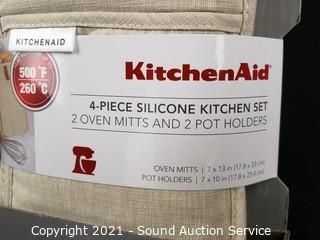 KITCHENAID
500°F
260°C
KitchenAid®
4-PIECE SILICONE KITCHEN SET
2 OVEN MITTS AND 2 POT HOLDERS
OVEN MITTS | 7 x 13 in (17.8 x 33 cm)
POT HOLDERS | 7 x 10 in (17.8 x 25.4 cm)
Copyright 2021 - Sound Auction Service